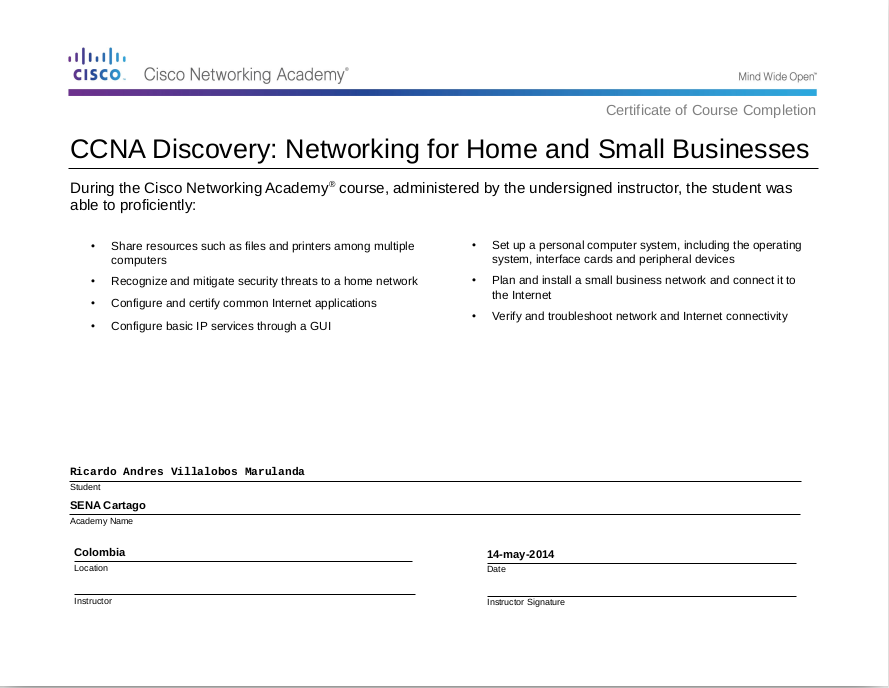 CISCO
Cisco Networking Academy®
Mind Wide Open®
Certificate of Course Completion
CCNA Discovery: Networking for Home and Small Businesses
During the Cisco Networking Academy® course, administered by the undersigned instructor, the student was
able to proficiently:
• Share resources such as files and printers among multiple
computers
• Recognize and mitigate security threats to a home network
• Configure and certify common Internet applications
• Configure basic IP services through a GUI
• Set up a personal computer system, including the operating
system, interface cards and peripheral devices
• Plan and install a small business network and connect it to
the Internet
• Verify and troubleshoot network and Internet connectivity
Ricardo Andres Villalobos Marulanda
Student
SENA Cartago
Academy Name
Colombia
Location
14-may-2014
Date
Instructor
Instructor Signature